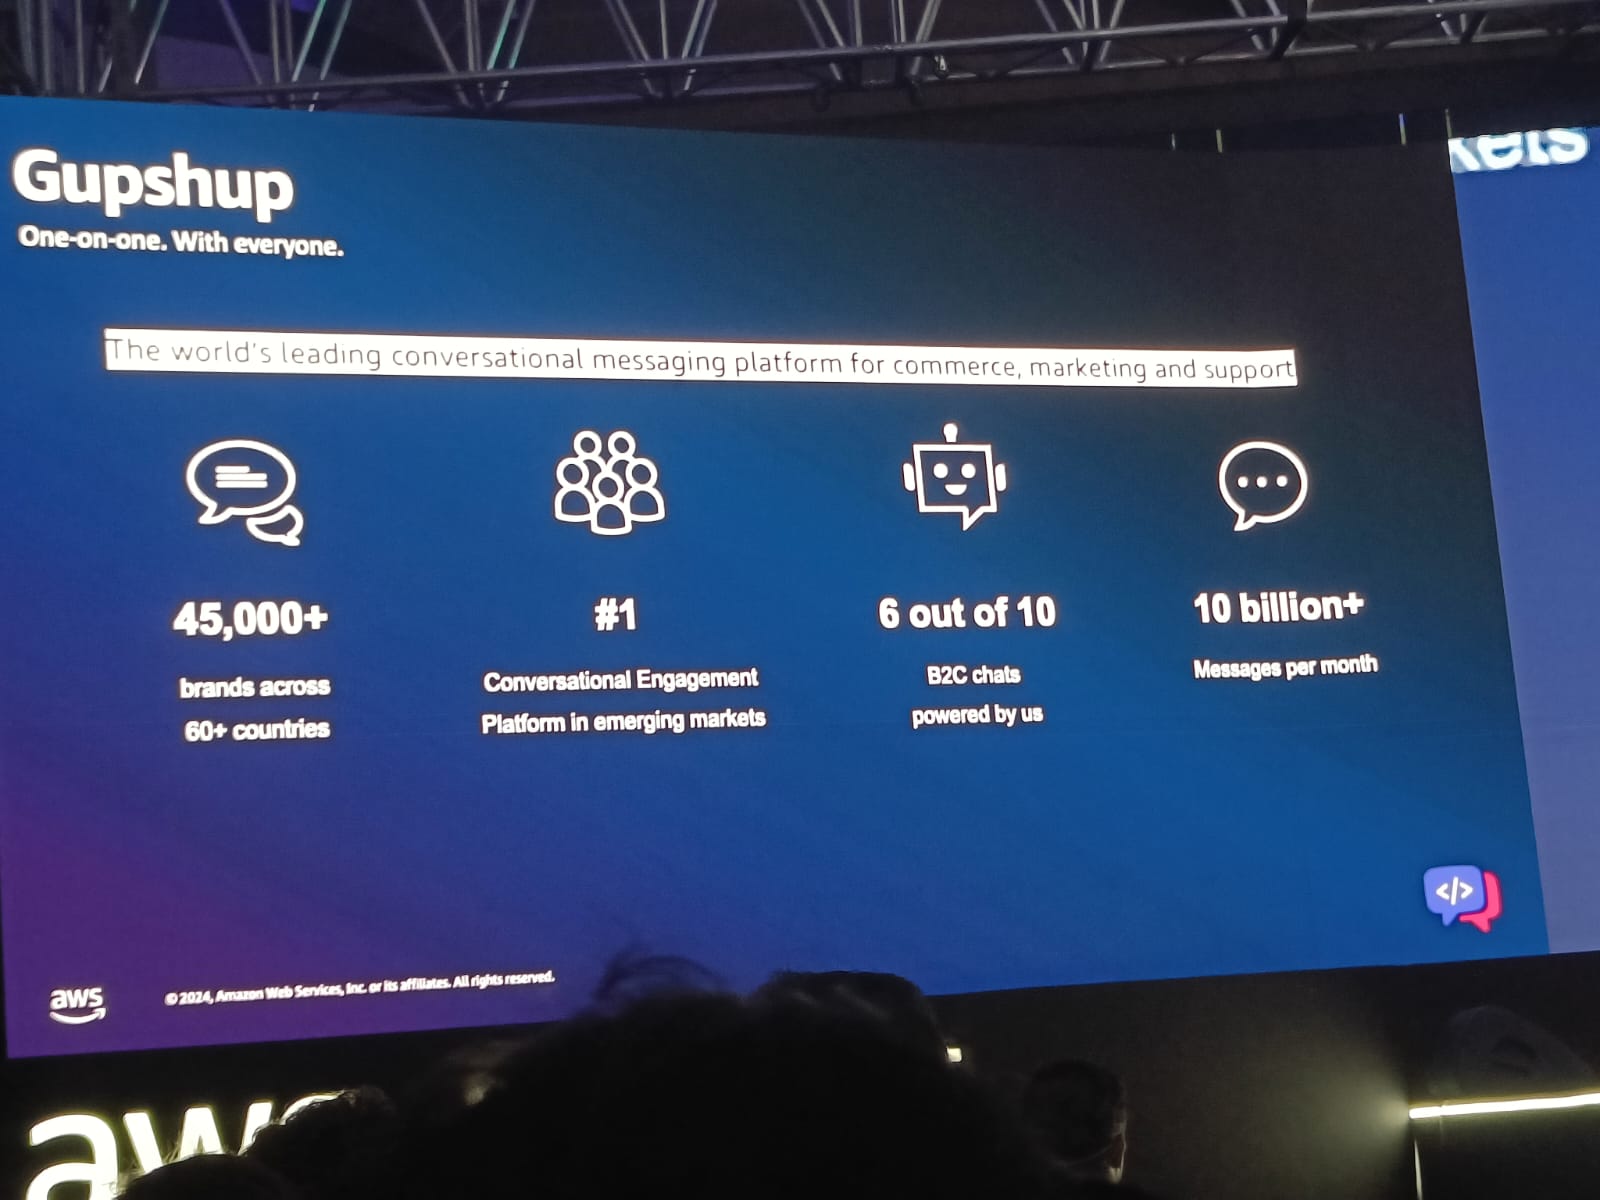 Gupshup
One-on-one. With everyone.
The world's leading conversational messaging platform for commerce, marketing and support
45,000+
brands across
60+ countries
#1
Conversational Engagement
Platform in emerging markets
6 out of 10
B2C chats
powered by us
10 billion+
Messages per month
</>
aws
© 2024, Amazon Web Services, Inc. or its affiliates. All rights reserved.
aws